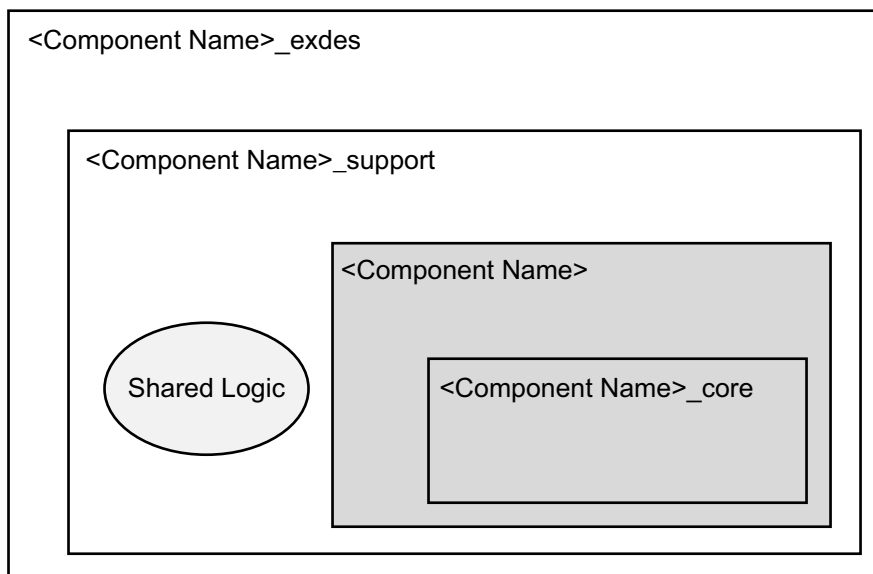 <Component Name>_exdes
<Component Name>_support
<Component Name>
Shared Logic
<Component Name>_core